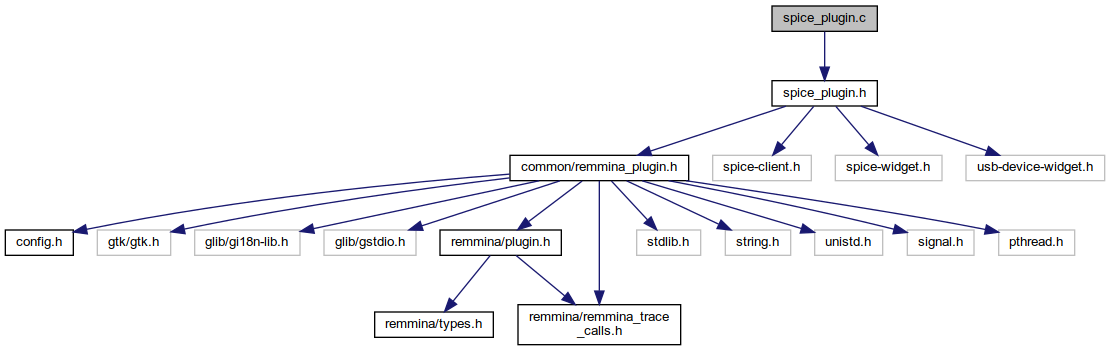 spice_plugin.c
spice_plugin.h
common/remmina_plugin.h
spice-client.h
spice-widget.h
usb-device-widget.h
config.h
gtk/gtk.h
glib/gi18n-lib.h
glib/gstdio.h
remmina/plugin.h
stdlib.h
string.h
unistd.h
signal.h
pthread.h
remmina/types.h
remmina/remmina_trace
_calls.h